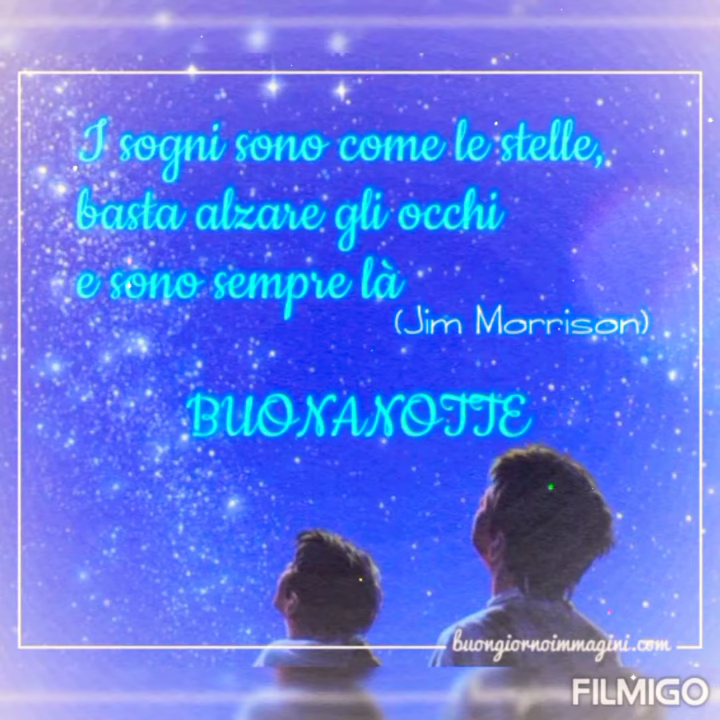 I sogni sono come le stelle,
basta alzare gli occhi
e sono sempre là
(Jim Morrison)
BUONANOTTE
buongiornoimmagini.com
FILMIGO